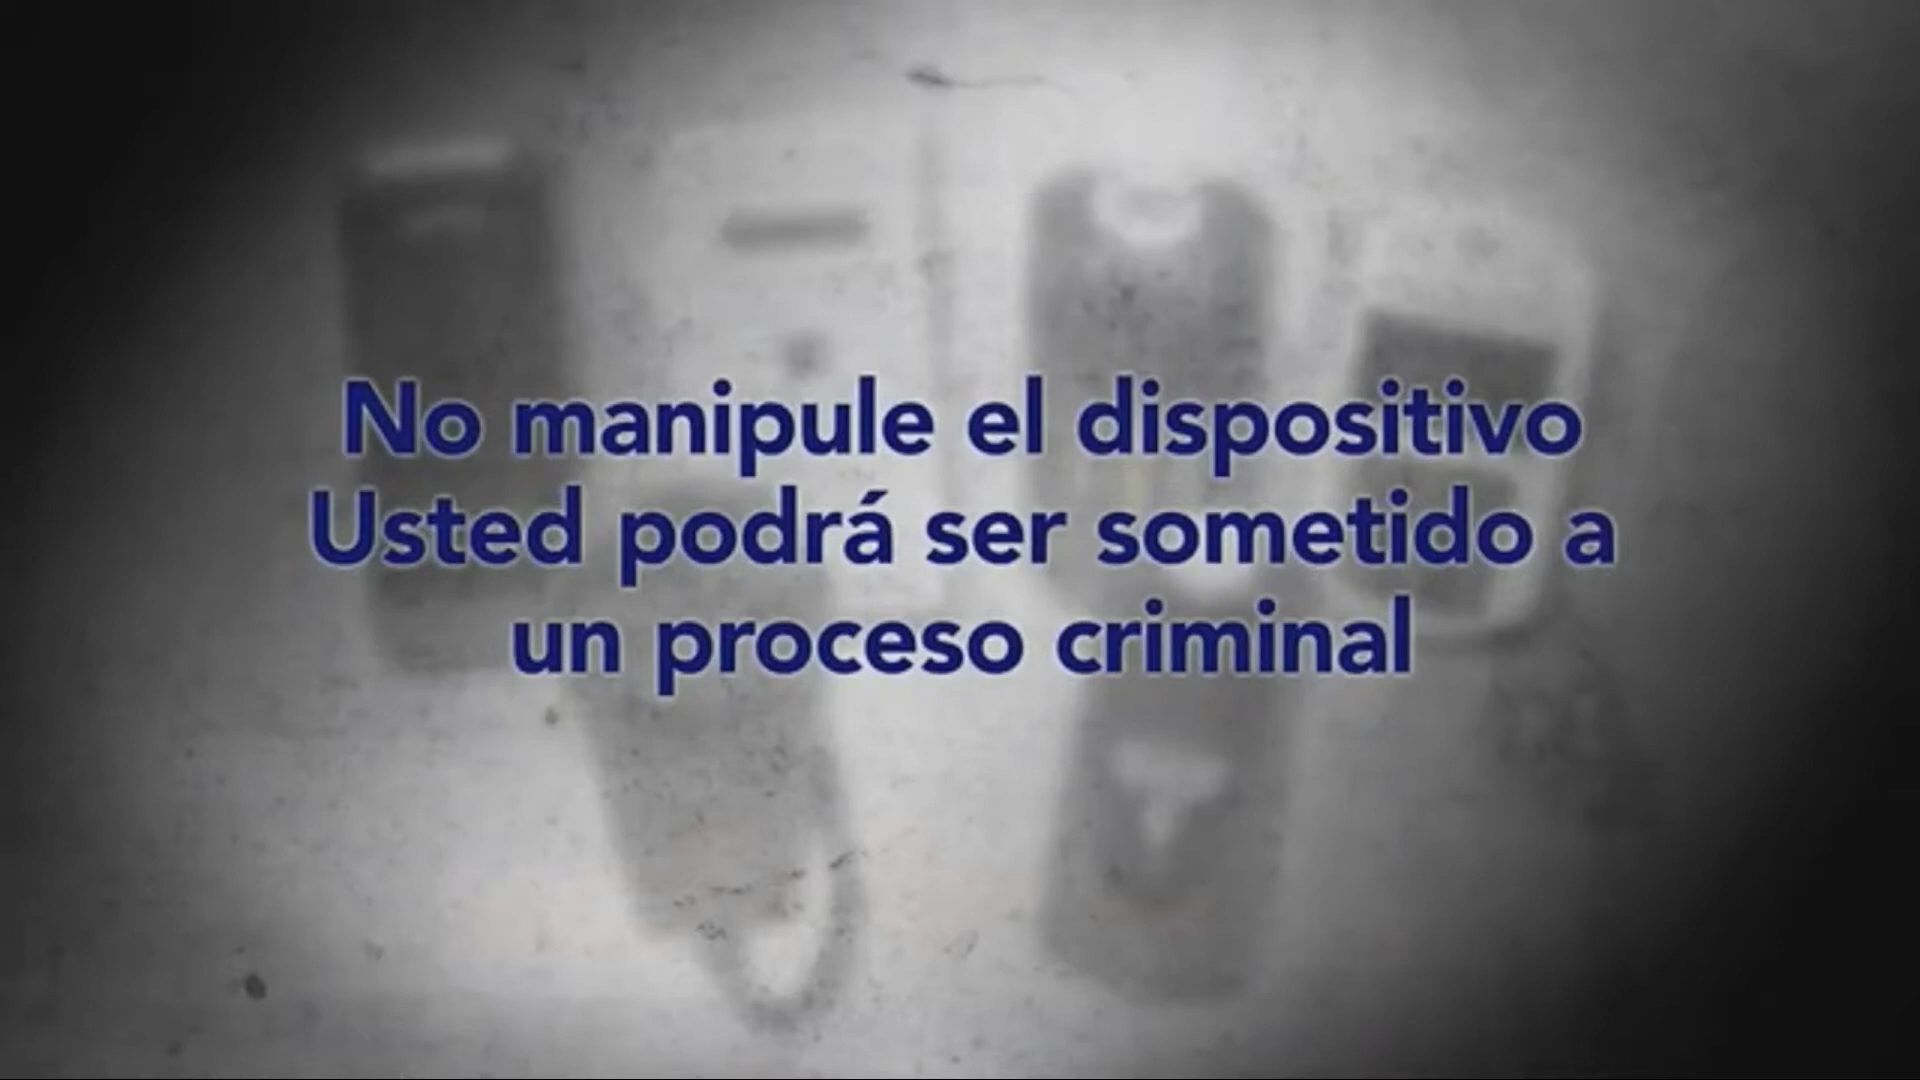 No manipule el dispositivo
Usted podrá ser sometido a
un proceso criminal